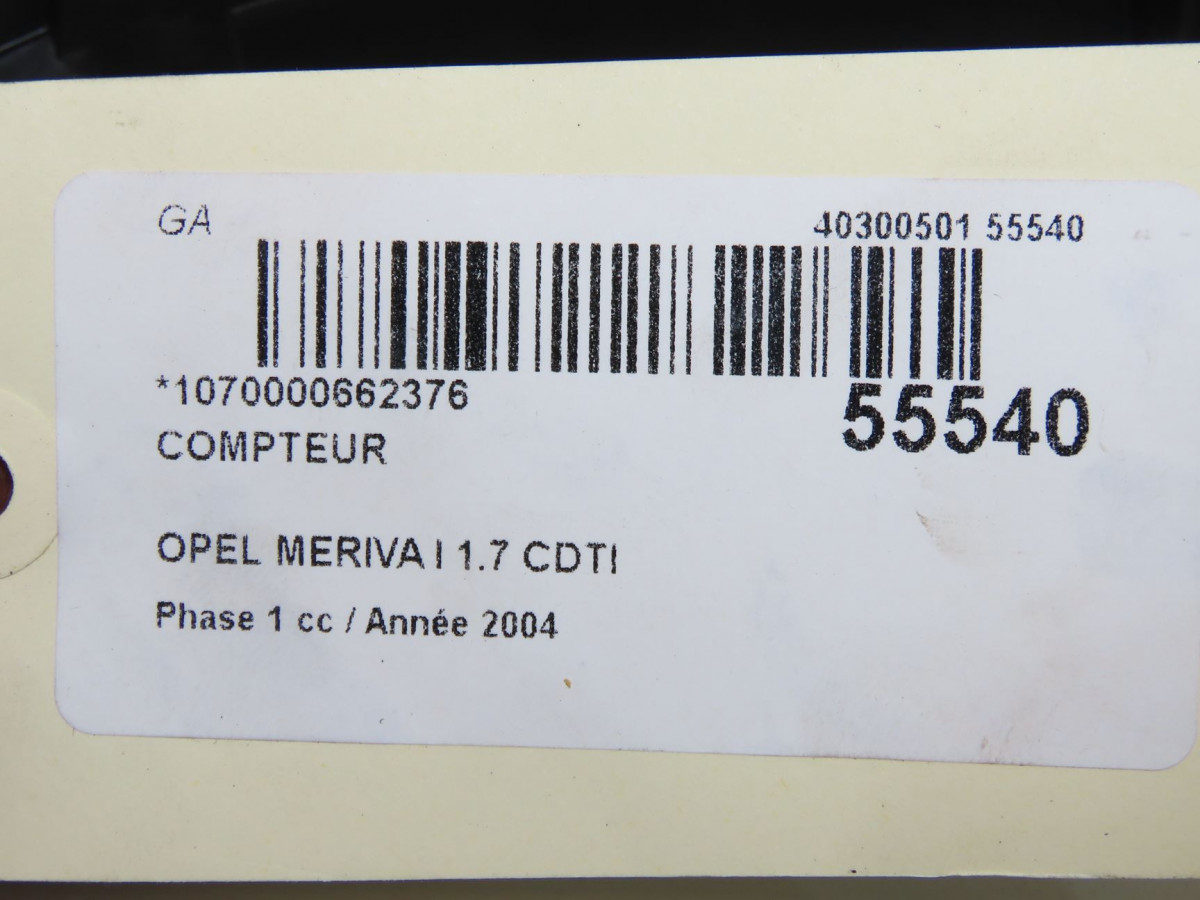 GA 40300501 55540
*1070000662376
55540
COMPTEUR
OPEL MERIVA I 1.7 CDTI
Phase 1 cc / Année 2004